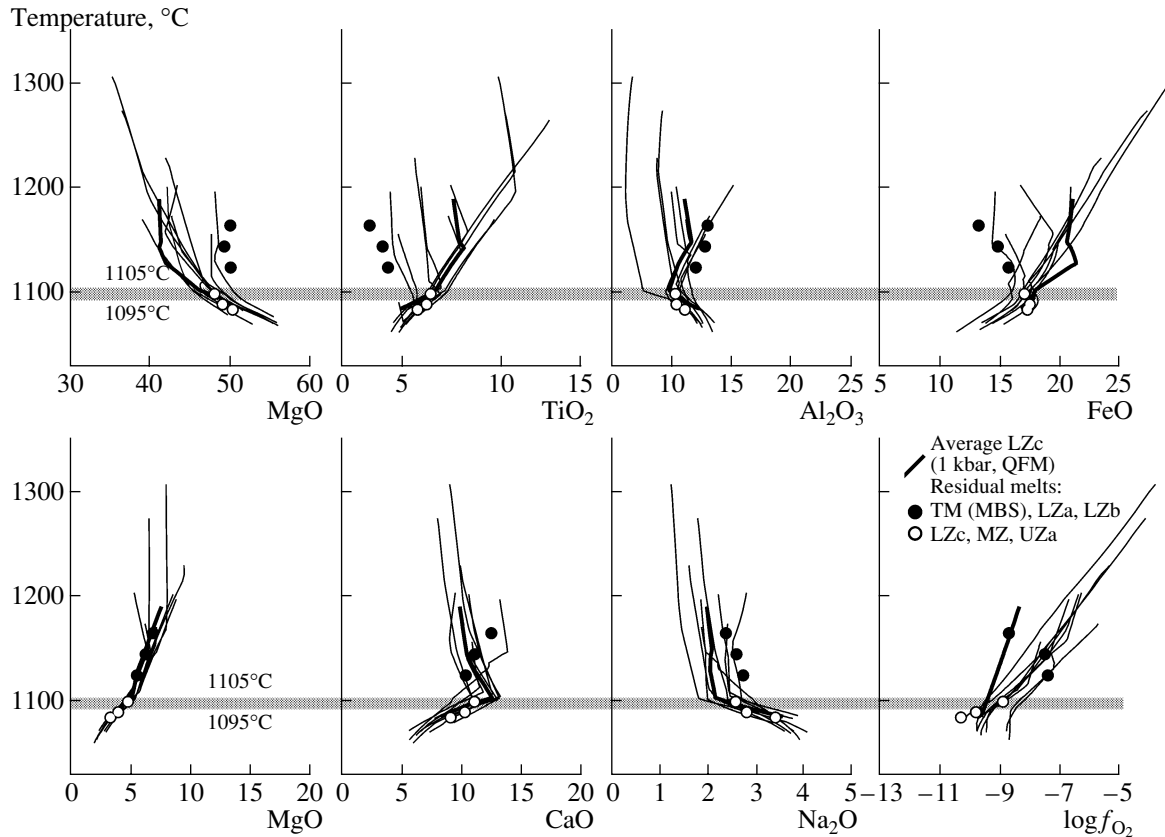 Temperature, °C
1300
1200
1100
1105°C
1095°C
30 40 50 60
MgO
0 5 10 15
TiO₂
0 10 15 20 25
Al₂O₃
5 15 20 25
FeO
1300
1200
1100
1105°C
1095°C
0 5 10 15 20
MgO
0 5 10 15 20
CaO
0 1 2 3 4 5
Na₂O
–13 –11 –9 –7 –5
log fO₂
Average LZc
(1 kbar, QFM)
Residual melts:
TM (MBS), LZa, LZb
LZc, MZ, UZa